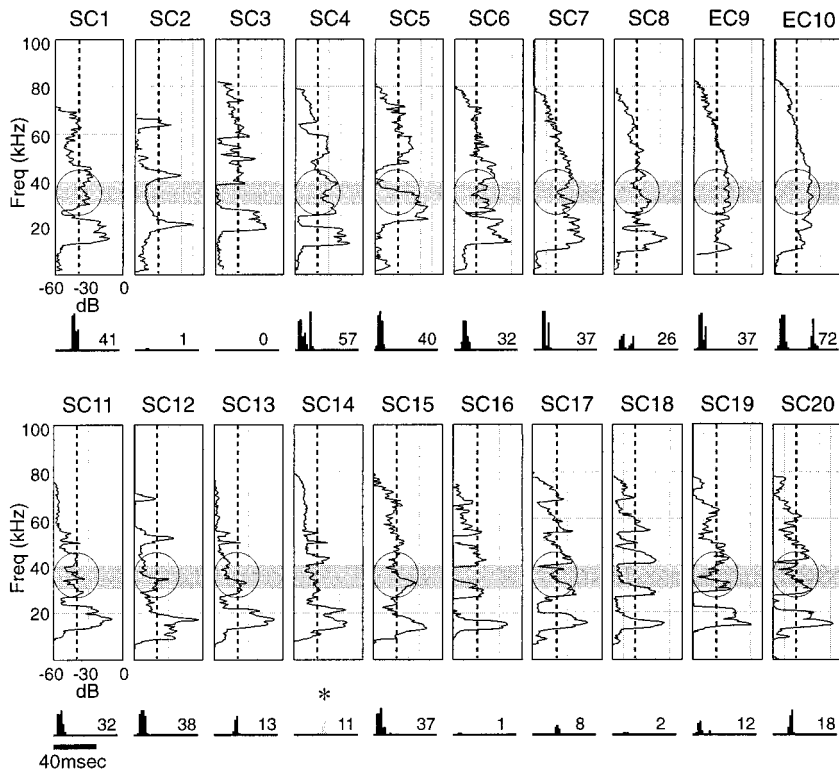 SC1 SC2 SC3 SC4 SC5 SC6 SC7 SC8 EC9 EC10
100
80
60
40
20
Freq (kHz)
-60 -30 0
dB
41 1 0 57 40 32 37 26 37 72
SC11 SC12 SC13 SC14 SC15 SC16 SC17 SC18 SC19 SC20
100
80
60
40
20
Freq (kHz)
-60 -30 0
dB
*
32 38 13 11 37 1 8 2 12 18
40msec